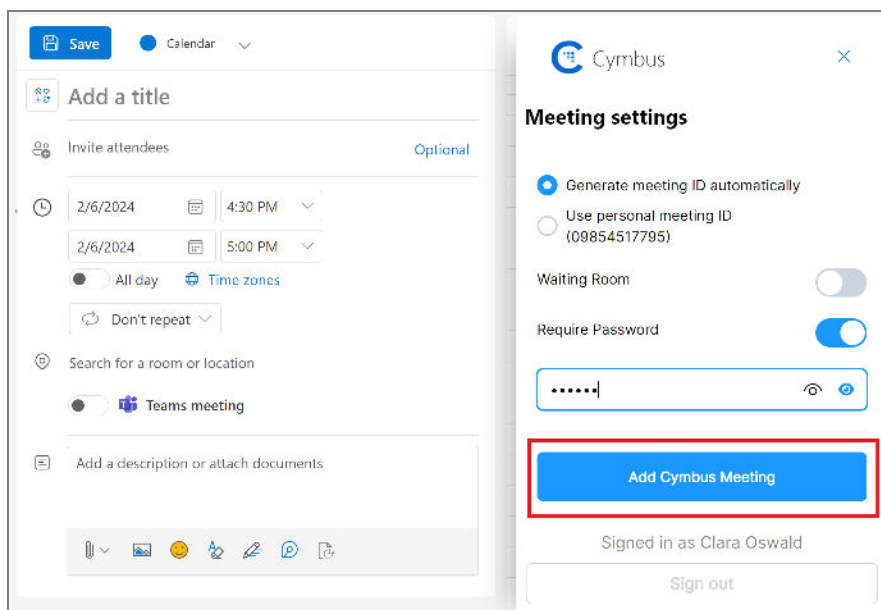 Save
Calendar
Add a title
Invite attendees
Optional
2/6/2024
4:30 PM
2/6/2024
5:00 PM
All day
Time zones
Don't repeat
Search for a room or location
Teams meeting
Add a description or attach documents
Cymbus
Meeting settings
Generate meeting ID automatically
Use personal meeting ID
(09854517795)
Waiting Room
Require Password
••••••
Add Cymbus Meeting
Signed in as Clara Oswald
Sign out